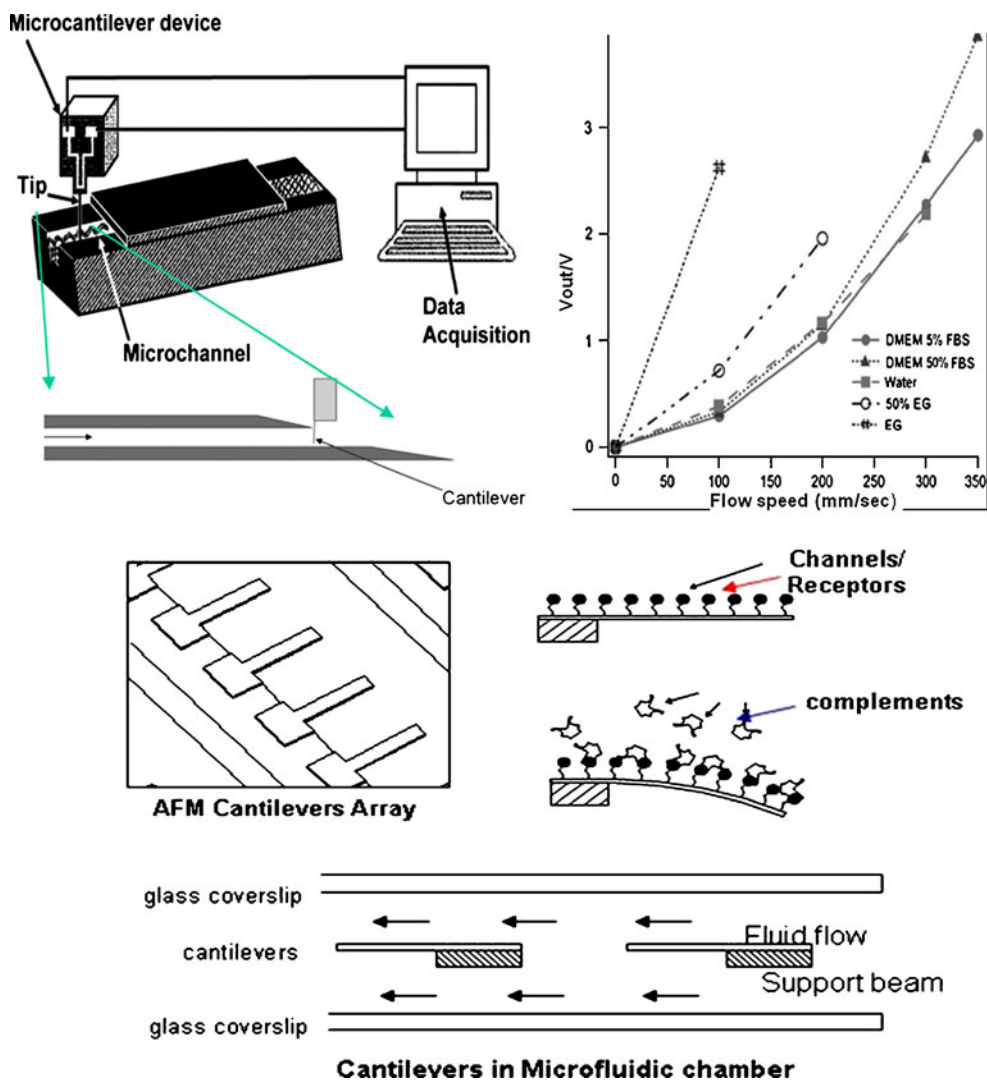 Microcantilever device
Tip
Microchannel
Data
Acquisition
Cantilever
Vout/V
3
2
1
0
DMEM 5% FBS
DMEM 50% FBS
Water
50% EG
EG
0
50
100
150
200
250
300
350
Flow speed (mm/sec)
AFM Cantilevers Array
Channels/
Receptors
complements
glass coverslip
cantilevers
Fluid flow
Support beam
glass coverslip
Cantilevers in Microfluidic chamber